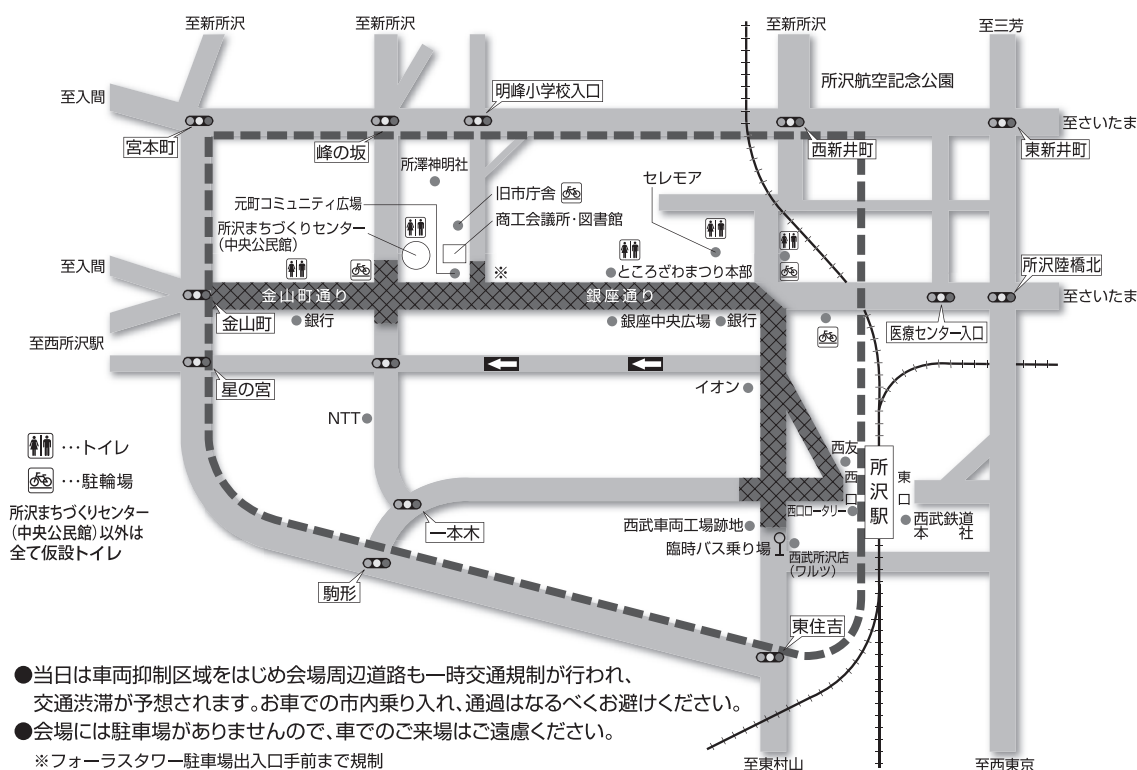 至新所沢
至新所沢
至新所沢
至三芳
至入間
明峰小学校入口
所沢航空記念公園
至さいたま
宮本町
峰の坂
西新井町
東新井町
所澤神明社
セレモア
旧市庁舎
元町コミュニティ広場
商工会議所・図書館
所沢まちづくりセンター
(中央公民館)
至入間
※
ところざわまつり本部
所沢陸橋北
金山町通り
銀座通り
至さいたま
金山町
銀行
銀座中央広場
銀行
医療センター入口
至西所沢駅
星の宮
イオン
NTT
…トイレ
西友
西口
所沢駅
東口
…駐輪場
所沢まちづくりセンター
(中央公民館)以外は
全て仮設トイレ
西口ロータリー
一本木
西武車両工場跡地
西武鉄道
本社
臨時バス乗り場
西武所沢店
(ワルツ)
駒形
東住吉
●当日は車両抑制区域をはじめ会場周辺道路も一時交通規制が行われ、
交通渋滞が予想されます。お車での市内乗り入れ、通過はなるべくお避けください。
●会場には駐車場がありませんので、車でのご来場はご遠慮ください。
※フォーラスタワー駐車場出入口手前まで規制
至東村山
至西東京